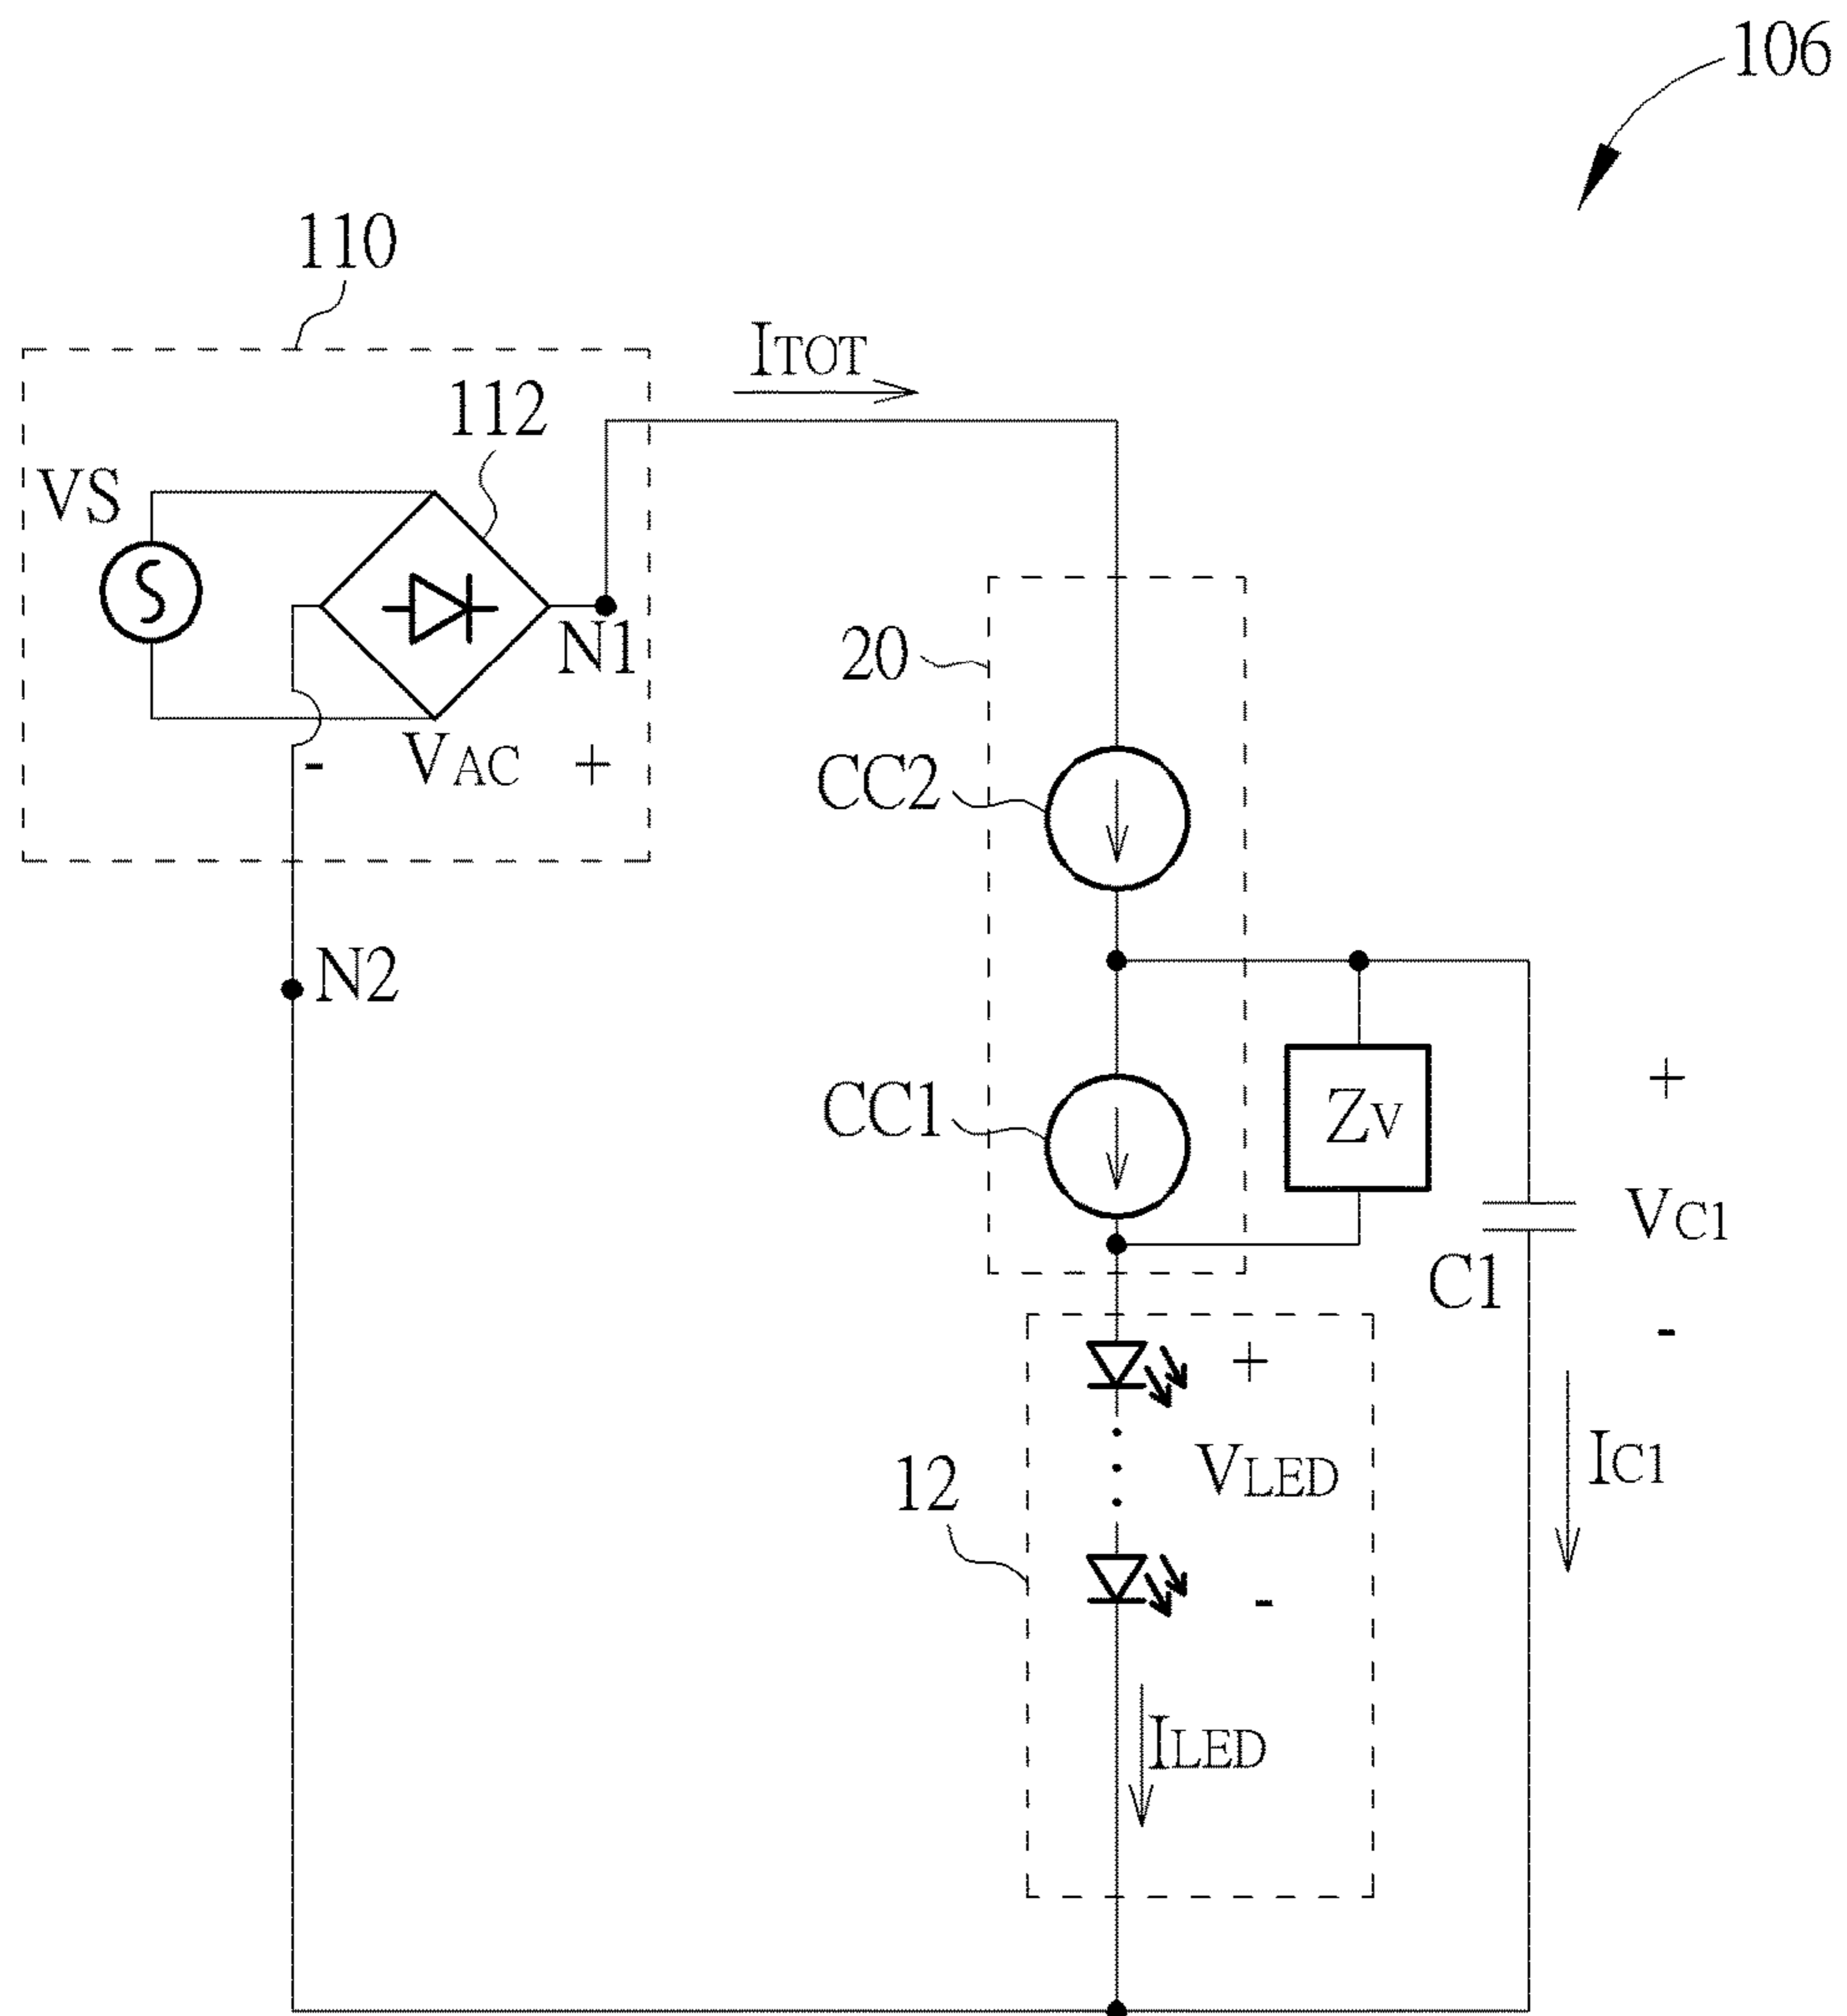 106
110
ITOT
112
VS
N1
20
- VAC +
CC2
N2
CC1
ZV
+
VC1
C1
-
+
VLED
12
IC1
-
ILED